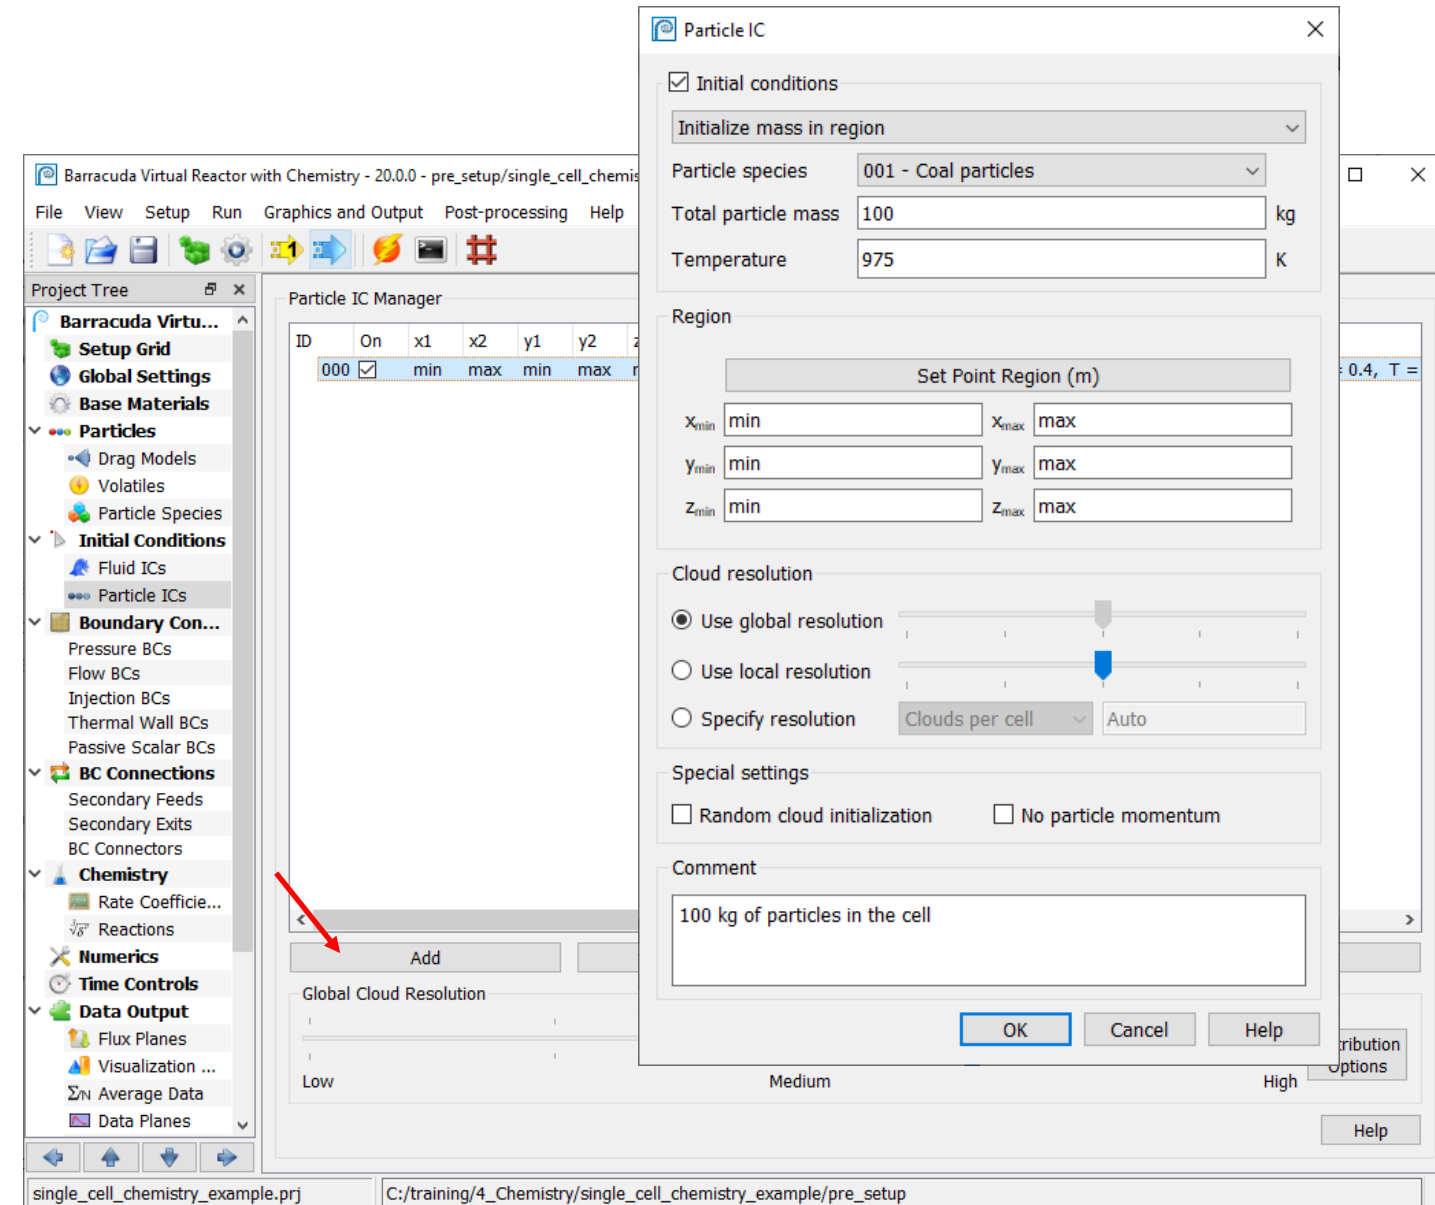 Particle IC
Initial conditions
Initialize mass in region
Particle species 001 - Coal particles
Total particle mass 100 kg
Temperature 975 K
Region
Set Point Region (m)
xmin min xmax max
ymin min ymax max
zmin min zmax max
Cloud resolution
Use global resolution
Use local resolution
Specify resolution Clouds per cell Auto
Special settings
Random cloud initialization No particle momentum
Comment
100 kg of particles in the cell
OK Cancel Help
Barracuda Virtual Reactor with Chemistry - 20.0.0 - pre_setup/single_cell_chemis
File View Setup Run Graphics and Output Post-processing Help
Project Tree
Barracuda Virtu...
Setup Grid
Global Settings
Base Materials
Particles
Drag Models
Volatiles
Particle Species
Initial Conditions
Fluid ICs
Particle ICs
Boundary Con...
Pressure BCs
Flow BCs
Injection BCs
Thermal Wall BCs
Passive Scalar BCs
BC Connections
Secondary Feeds
Secondary Exits
BC Connectors
Chemistry
Rate Coefficie...
Reactions
Numerics
Time Controls
Data Output
Flux Planes
Visualization ...
Average Data
Data Planes
Particle IC Manager
ID On x1 x2 y1 y2
000 min max min max = 0.4, T =
Add
Global Cloud Resolution
Low Medium High
tribution
Options
Help
single_cell_chemistry_example.prj C:/training/4_Chemistry/single_cell_chemistry_example/pre_setup